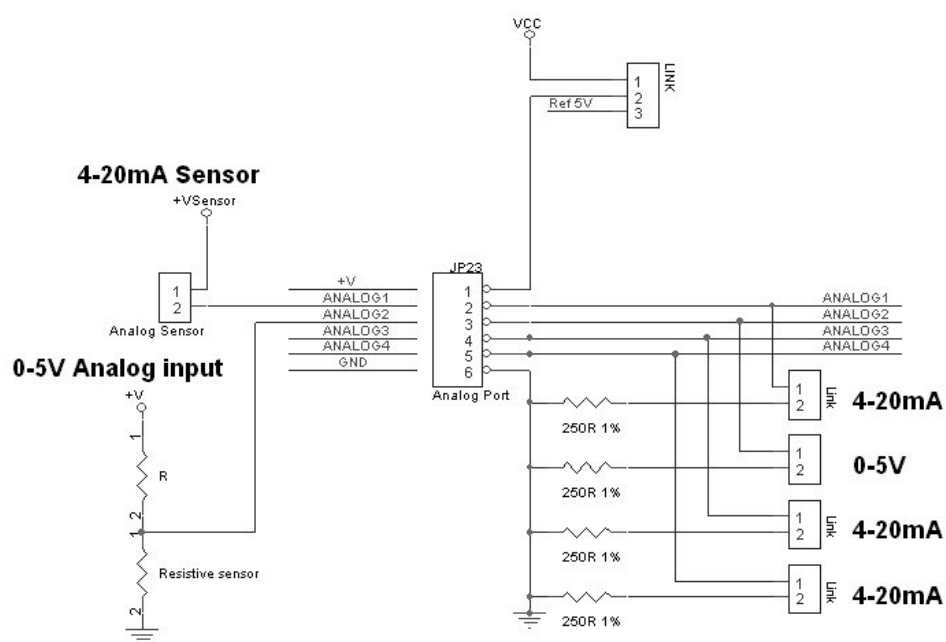 VCC
LINK
1
2
3
Ref 5V
4-20mA Sensor
+VSensor
1
2
Analog Sensor
JP23
+V
ANALOG1
ANALOG2
ANALOG3
ANALOG4
GND
1
2
3
4
5
6
Analog Port
ANALOG1
ANALOG2
ANALOG3
ANALOG4
0-5V Analog input
+V
1
R
2
1
Resistive sensor
2
250R 1%
1
2
Link
4-20mA
250R 1%
1
2
0-5V
250R 1%
1
2
Link
4-20mA
250R 1%
1
2
Link
4-20mA